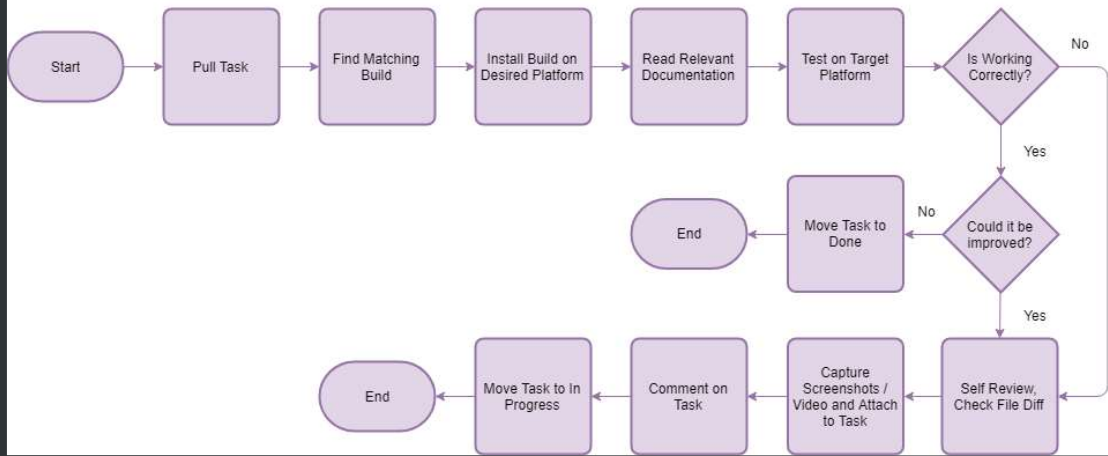 Start
Pull Task
Find Matching
Build
Install Build on
Desired Platform
Read Relevant
Documentation
Test on Target
Platform
Is Working
Correctly?
No
Yes
End
Move Task to
Done
No
Could it be
improved?
Yes
End
Move Task to In
Progress
Comment on
Task
Capture
Screenshots /
Video and Attach
to Task
Self Review,
Check File Diff